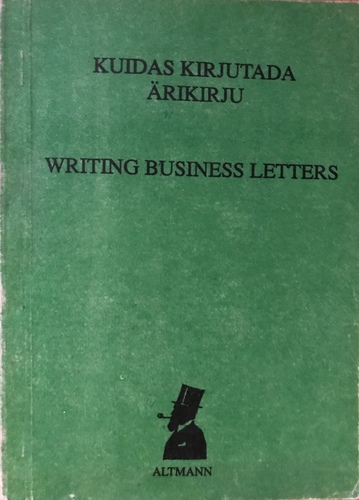 KUIDAS KIRJUTADA
ÄRIKIRJU
WRITING BUSINESS LETTERS
ALTMANN